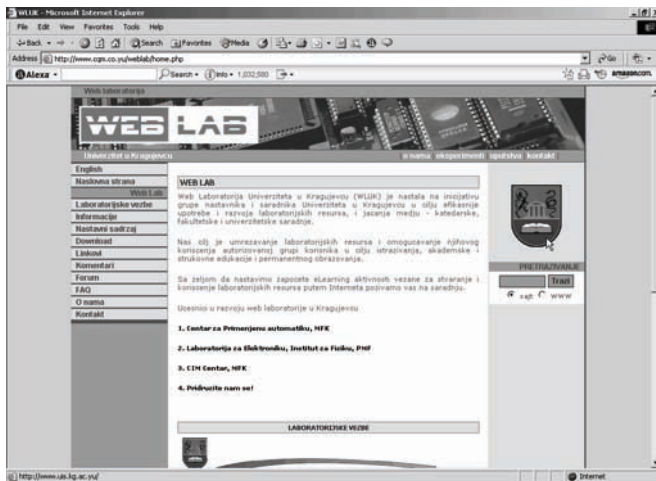 WLUK - Microsoft Internet Explorer
File Edit View Favorites Tools Help
Back Search Favorites Media
Address http://www.cqm.co.yu/weblab/home.php Go
Alexa Search Info 1,032,580 amazon.com
Web laboratorija
WEB LAB
Univerzitet u Kragujevcu
o nama eksperimenti uputstva kontakt
English
Naslovna strana
Web Lab
Laboratorijske vezbe
Informacije
Nastavni sadrzaj
Download
Linkovi
Komentari
Forum
FAQ
O nama
Kontakt
WEB LAB
Web Laboratorija Univerziteta u Kragujevcu (WLUK) je nastala na inicijativu
grupe nastavnika i saradnika Univerziteta u Kragujevcu u cilju efikasnije
upotrebe i razvoja laboratorijskih resursa, i jacanja medju - katedarske,
fakultetske i univerzitetske saradnje.
Nas cilj je umrezavanje laboratorijskih resursa i omogucavanje njihovog
koriscenja autorizovanoj grupi korisnika u cilju istrazivanja, akademske i
strukovne edukacije i permanentnog obrazovanja.
Sa zeljom da nastavimo zapocete eLearning aktivnosti vezane za stvaranje i
koriscenje laboratorijskih resursa putem Interneta pozivamo vas na saradnju.
Ucesnici u razvoju web laboratorije u Kragujevcu
1. Centar za Primenjenu automatiku, MFK
2. Laboratorija za Elektroniku, Institut za Fiziku, PMF
3. CIM Centar, MFK
4. Pridruzite nam se!
LABORATORIJSKE VEZBE
PRETRAZIVANJE
Trazi
sajt www
http://www.uis.kg.ac.yu/
Internet